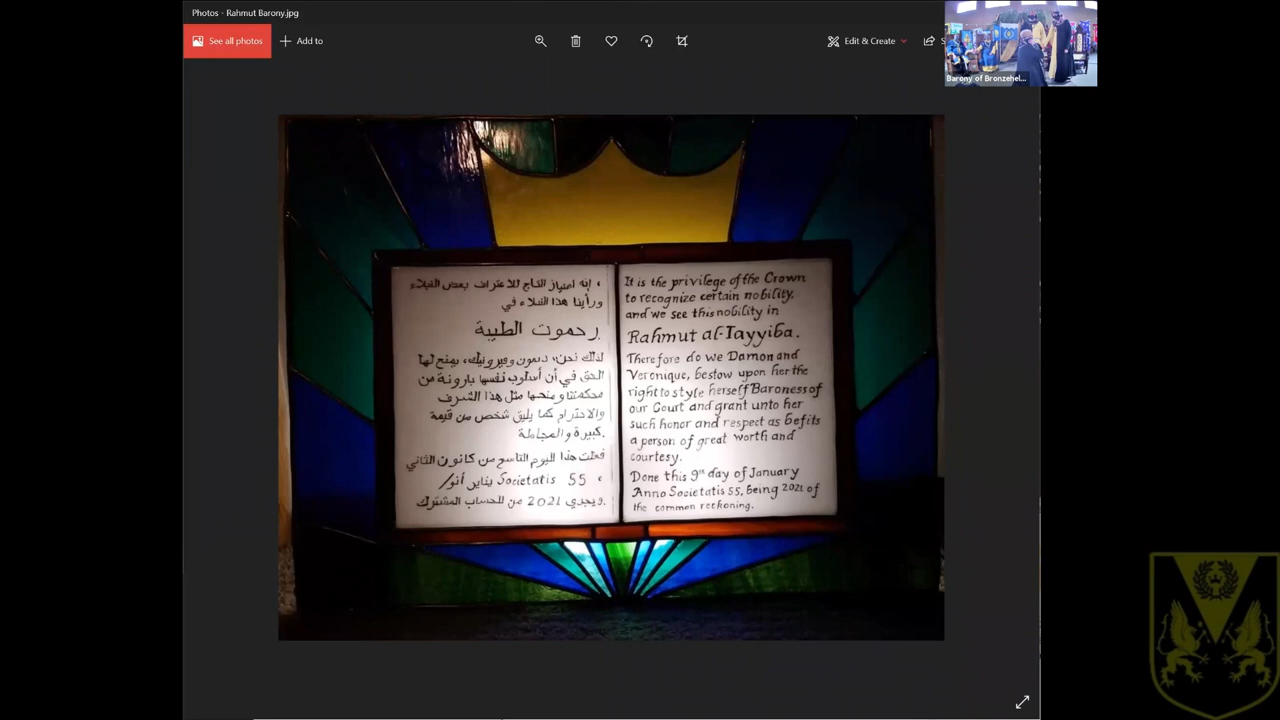 Photos - Rahmut Barony.jpg
See all photos
Add to
Edit & Create
Barony of Bronzehel...
، إنه امتياز التاج للاعتراف بعض النبلاء
ورأينا هذا النبلاء في
رحموت الطيبة
لذلك نحن، ديمون وفيرونيك، يمنح لها
الحق في أن أسلوب نفسها بارونة من
محكمتنا ومنحها مثل هذا الشرف
والاحترام كما يليق شخص من قيمة
كبيرة والمجاملة.
فعلت هذا اليوم التاسع من كانون الثاني
/يناير أنو Societatis 55 ،
ويجدي 2021 من للحساب المشترك.
It is the privilege of the Crown
to recognize certain nobility,
and we see this nobility in
Rahmut al-Tayyiba.
Therefore do we Damon and
Veronique, bestow upon her the
right to style herself Baroness of
our Court and grant unto her
such honor and respect as befits
a person of great worth and
courtesy.
Done this 9th day of January
Anno Societatis 55, being 2021 of
the common reckoning.